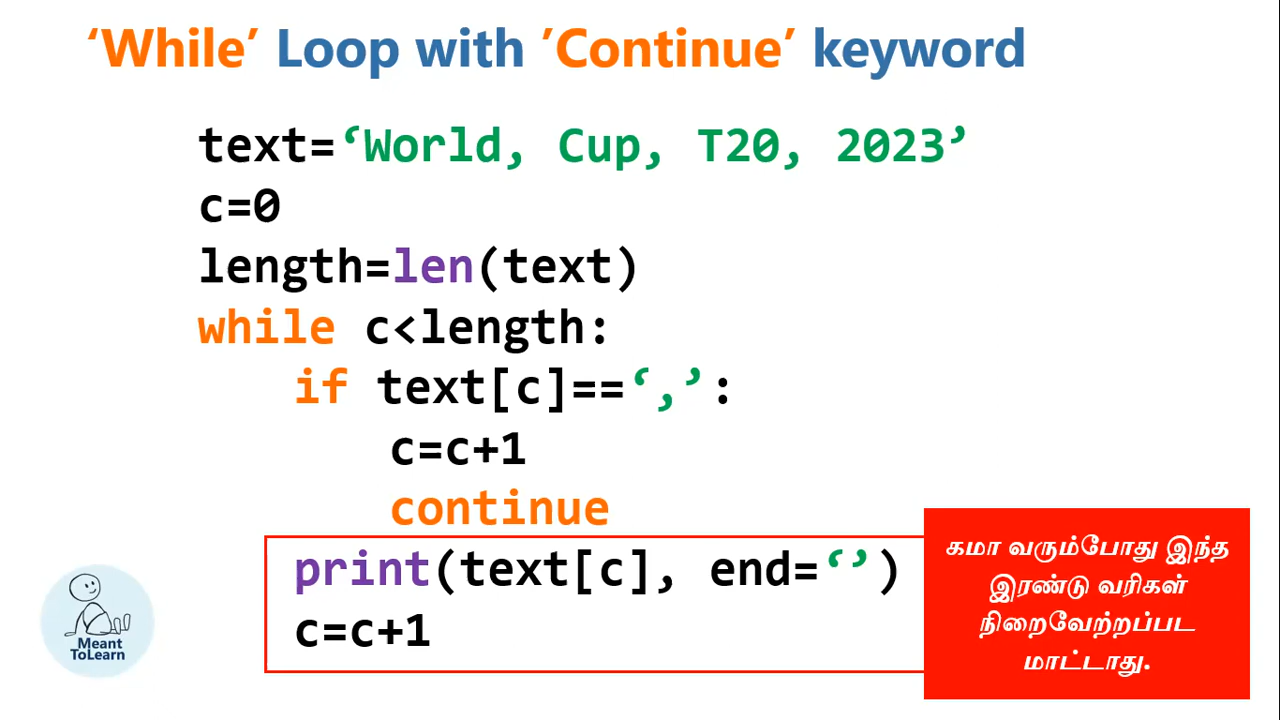 ‘While’ Loop with ’Continue’ keyword
text=‘World, Cup, T20, 2023’
c=0
length=len(text)
while c<length:
if text[c]==‘,’:
c=c+1
continue
print(text[c], end=‘’)
c=c+1
கமா வரும்போது இந்த
இரண்டு வரிகள்
நிறைவேற்றப்பட
மாட்டாது.
Meant
ToLearn